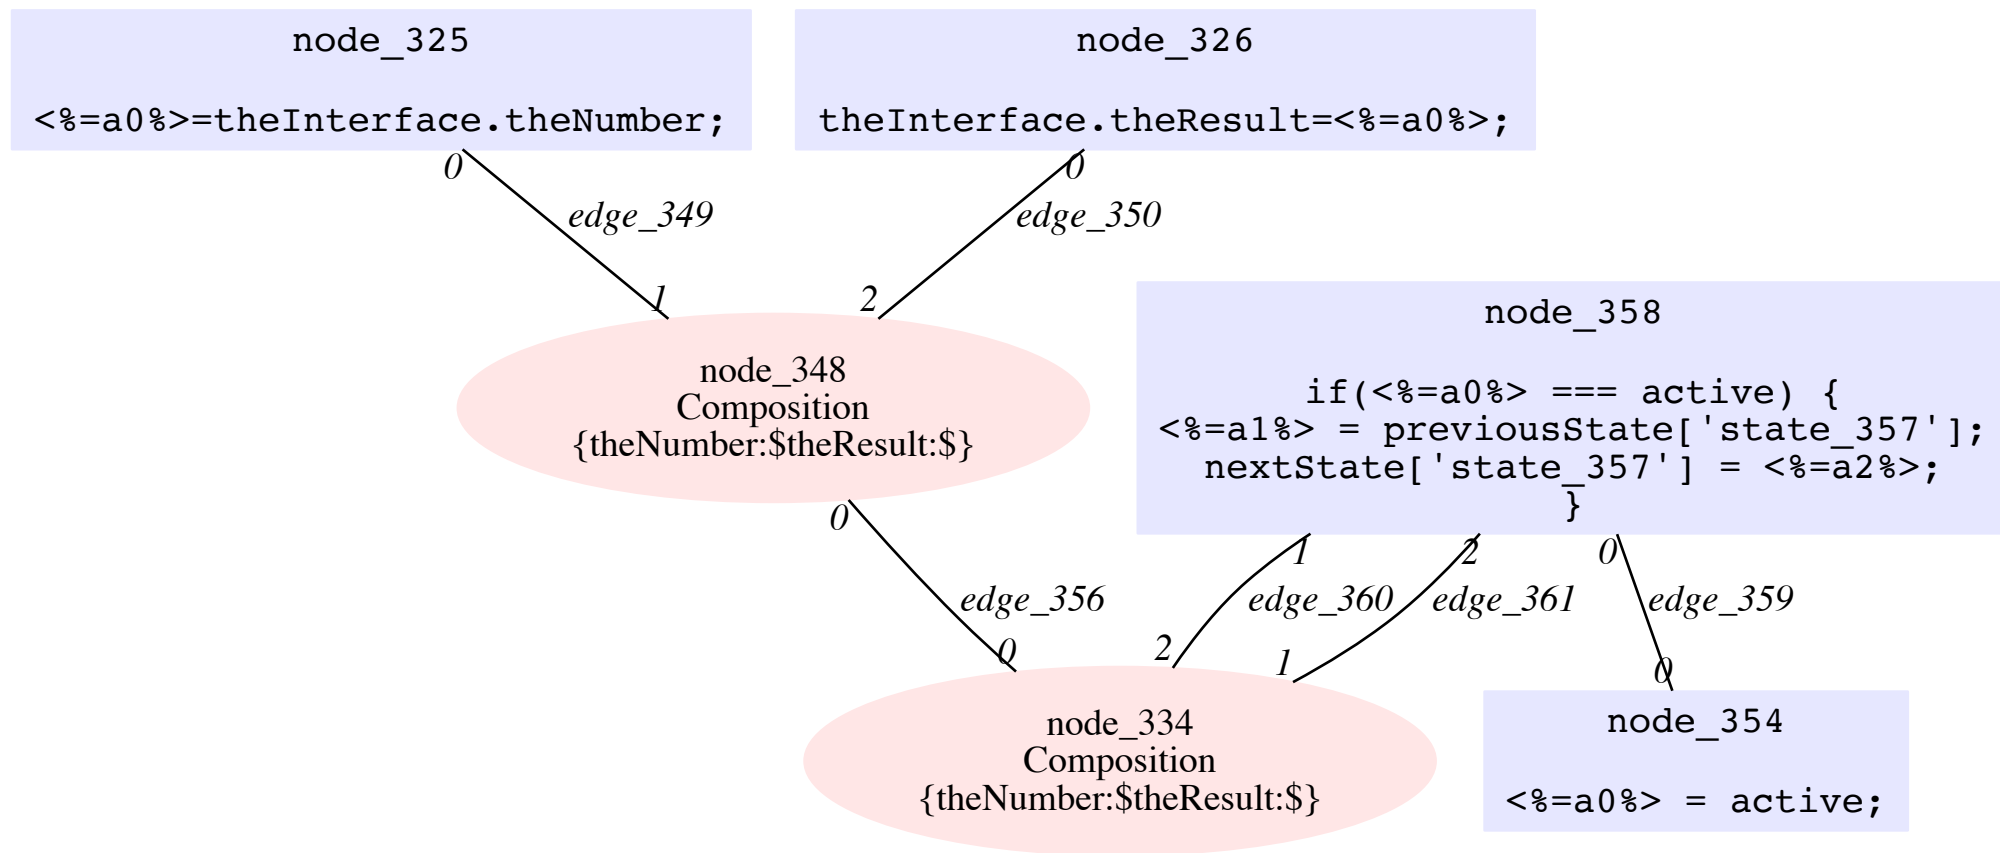 node_325
<%=a0%>=theInterface.theNumber;
node_326
theInterface.theResult=<%=a0%>;
0
0
edge_349
edge_350
1
2
node_348
Composition
{theNumber:$theResult:$}
node_358
if(<%=a0%> === active) {
<%=a1%> = previousState['state_357'];
nextState['state_357'] = <%=a2%>;
}
0
1
2
0
edge_356
edge_360
edge_361
edge_359
0
2
1
0
node_334
Composition
{theNumber:$theResult:$}
node_354
<%=a0%> = active;